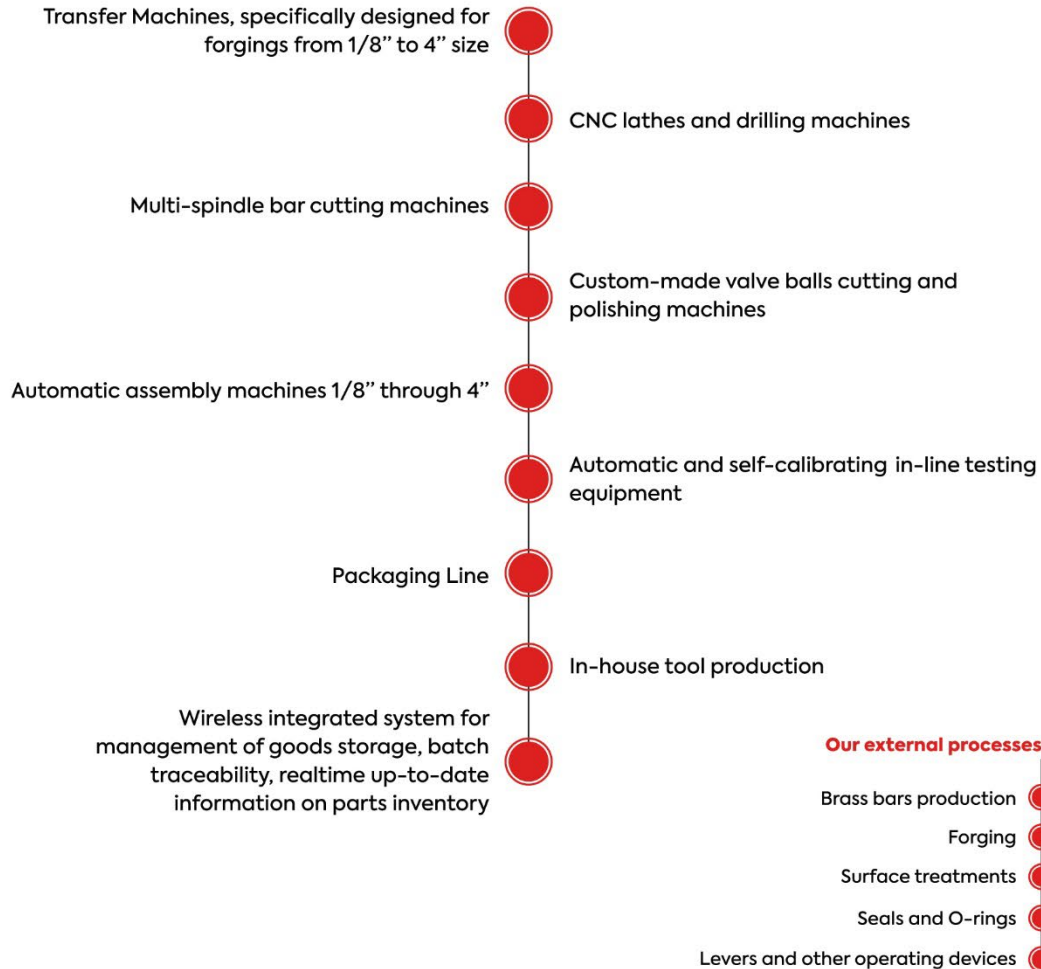 Transfer Machines, specifically designed for
forgings from 1/8” to 4” size
CNC lathes and drilling machines
Multi-spindle bar cutting machines
Custom-made valve balls cutting and
polishing machines
Automatic assembly machines 1/8” through 4”
Automatic and self-calibrating in-line testing
equipment
Packaging Line
In-house tool production
Wireless integrated system for
management of goods storage, batch
traceability, realtime up-to-date
information on parts inventory
Our external processes
Brass bars production
Forging
Surface treatments
Seals and O-rings
Levers and other operating devices